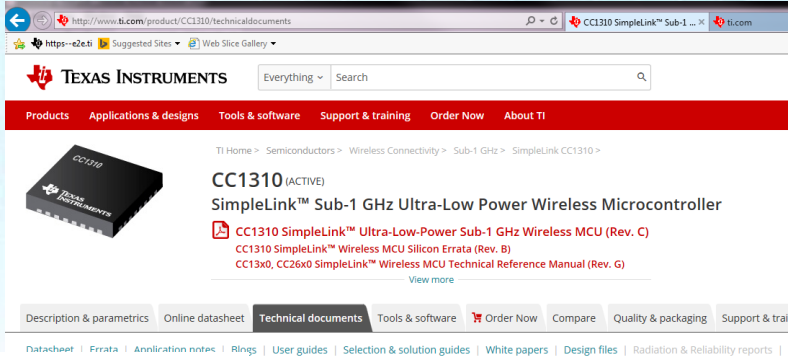 http://www.ti.com/product/CC1310/technicaldocuments
CC1310 SimpleLink™ Sub-1 ...
ti.com
https--e2e.ti Suggested Sites Web Slice Gallery
TEXAS INSTRUMENTS
Everything Search
Products Applications & designs Tools & software Support & training Order Now About TI
TI Home > Semiconductors > Wireless Connectivity > Sub-1 GHz > SimpleLink CC1310 >
CC1310
TEXAS
INSTRUMENTS
CC1310 (ACTIVE)
SimpleLink™ Sub-1 GHz Ultra-Low Power Wireless Microcontroller
CC1310 SimpleLink™ Ultra-Low-Power Sub-1 GHz Wireless MCU (Rev. C)
CC1310 SimpleLink™ Wireless MCU Silicon Errata (Rev. B)
CC13x0, CC26x0 SimpleLink™ Wireless MCU Technical Reference Manual (Rev. G)
View more
Description & parametrics Online datasheet Technical documents Tools & software Order Now Compare Quality & packaging Support & trai
Datasheet | Errata | Application notes | Blogs | User guides | Selection & solution guides | White papers | Design files | Radiation & Reliability reports |